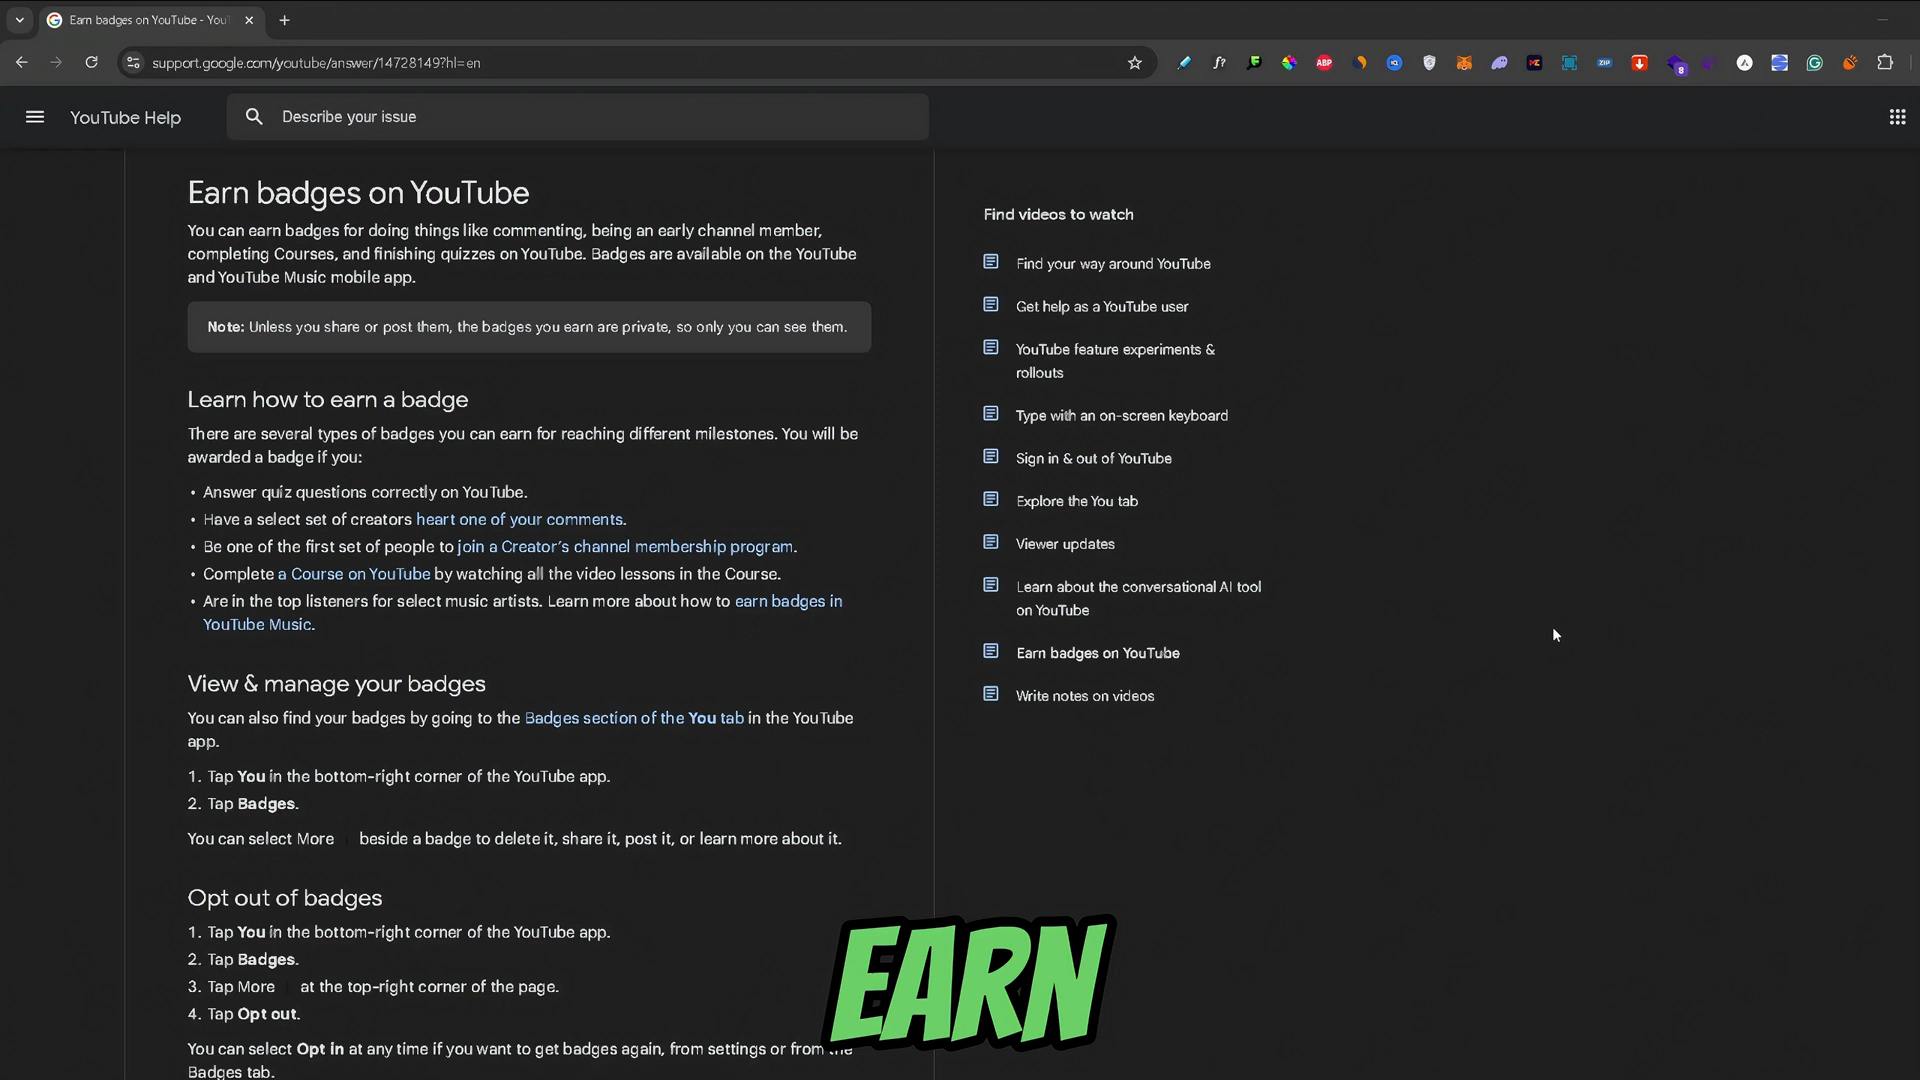 Earn badges on YouTube - YouT
support.google.com/youtube/answer/14728149?hl=en
YouTube Help
Describe your issue
Earn badges on YouTube
You can earn badges for doing things like commenting, being an early channel member,
completing Courses, and finishing quizzes on YouTube. Badges are available on the YouTube
and YouTube Music mobile app.
Note: Unless you share or post them, the badges you earn are private, so only you can see them.
Learn how to earn a badge
There are several types of badges you can earn for reaching different milestones. You will be
awarded a badge if you:
• Answer quiz questions correctly on YouTube.
• Have a select set of creators heart one of your comments.
• Be one of the first set of people to join a Creator's channel membership program.
• Complete a Course on YouTube by watching all the video lessons in the Course.
• Are in the top listeners for select music artists. Learn more about how to earn badges in
YouTube Music.
View & manage your badges
You can also find your badges by going to the Badges section of the You tab in the YouTube
app.
1. Tap You in the bottom-right corner of the YouTube app.
2. Tap Badges.
You can select More beside a badge to delete it, share it, post it, or learn more about it.
Opt out of badges
1. Tap You in the bottom-right corner of the YouTube app.
2. Tap Badges.
3. Tap More at the top-right corner of the page.
4. Tap Opt out.
You can select Opt in at any time if you want to get badges again, from settings or from the
Badges tab.
Find videos to watch
Find your way around YouTube
Get help as a YouTube user
YouTube feature experiments &
rollouts
Type with an on-screen keyboard
Sign in & out of YouTube
Explore the You tab
Viewer updates
Learn about the conversational AI tool
on YouTube
Earn badges on YouTube
Write notes on videos
f?
ABP
ZIP
8
EARN